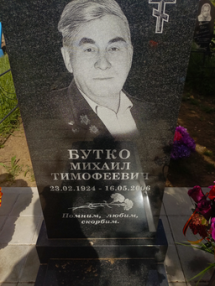 БУТКО
МИХАИЛ
ТИМОФЕЕВИЧ
23.02.1924 - 16.05.2006
Помним, любим,
скорбим.